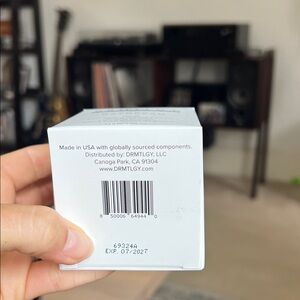 Made in USA with globally sourced components.
Distributed by: DRMTLGY, LLC
Canoga Park, CA 91304
www.DRMTLGY.com
8 50006 64944 0
69324A
EXP. 07/2027